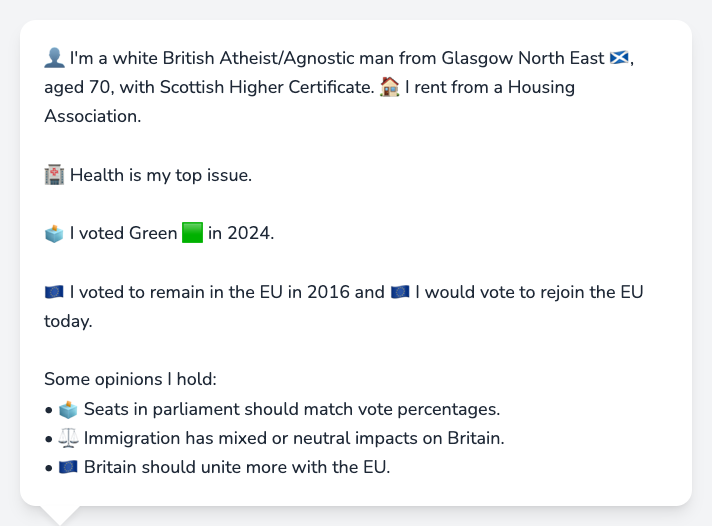 👤 I'm a white British Atheist/Agnostic man from Glasgow North East 🏴󠁧󠁢󠁳󠁣󠁴󠁿,
aged 70, with Scottish Higher Certificate. 🏠 I rent from a Housing
Association.
🏥 Health is my top issue.
🗳️ I voted Green 🟩 in 2024.
🇪🇺 I voted to remain in the EU in 2016 and 🇪🇺 I would vote to rejoin the EU
today.
Some opinions I hold:
• 🗳️ Seats in parliament should match vote percentages.
• ⚖️ Immigration has mixed or neutral impacts on Britain.
• 🇪🇺 Britain should unite more with the EU.